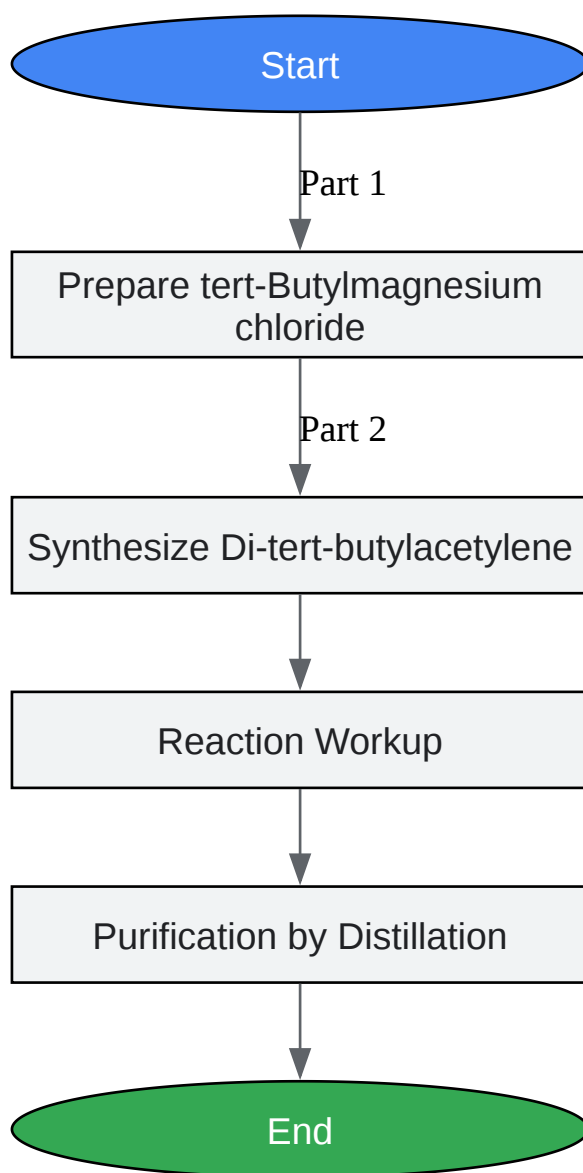 Start
Part 1
Prepare tert-Butylmagnesium
chloride
Part 2
Synthesize Di-tert-butylacetylene
Reaction Workup
Purification by Distillation
End